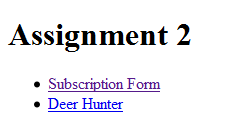 Assignment 2
Subscription Form
Deer Hunter